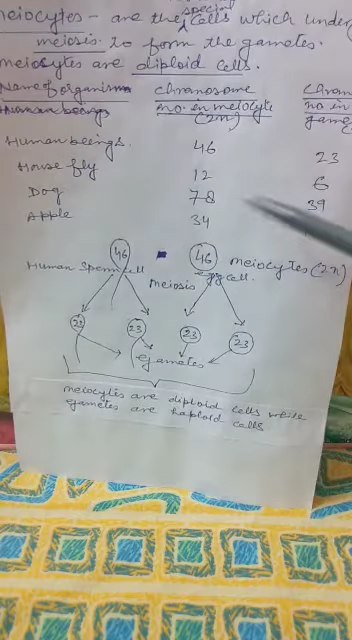 meiocytes - are the special cells which under
meiosis to form the gametes.
meiocytes are diploid cells.
Name of organism Chromosome Chrom
Human beings no. in meiocyte no in
(2n) game
Human beings. 46 23
House fly 12 6
Dog 78 39
Apple 34
46 - 46 meiocytes (2n)
Human Sperm cell egg cell.
meiosis
23 23 23 23
Gametes
meiocytes are diploid cells while
gametes are haploid cells